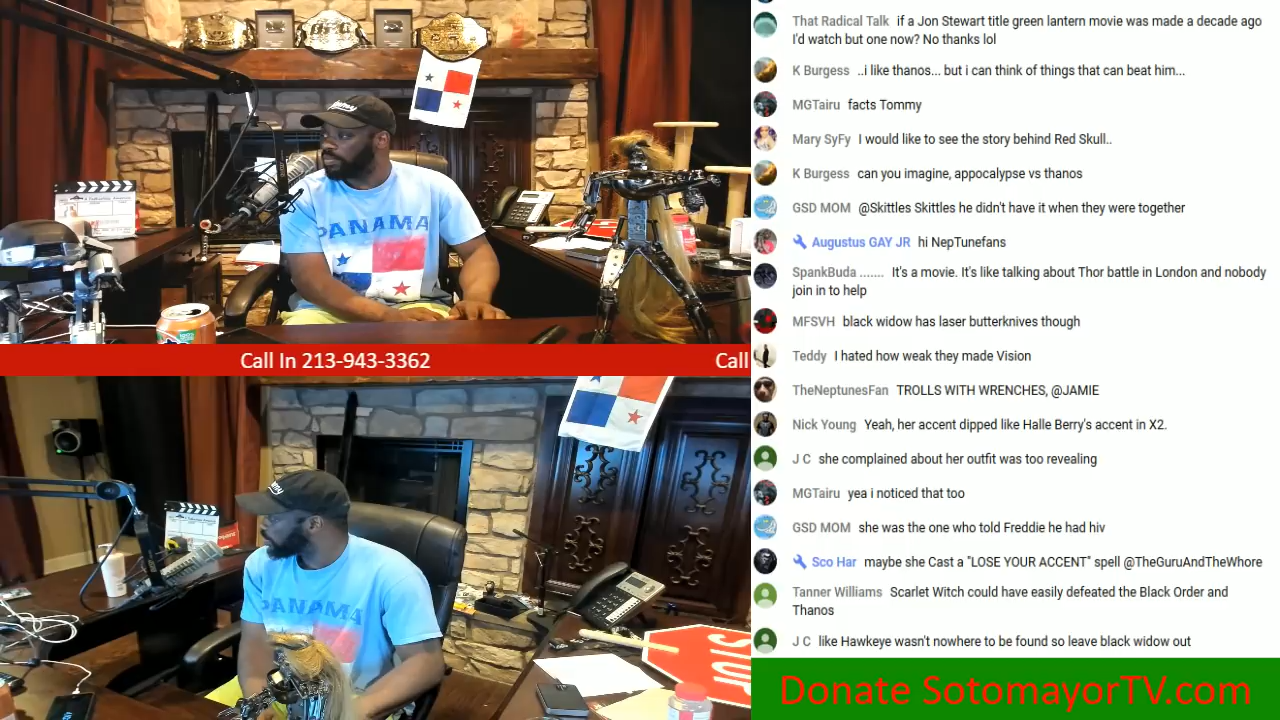 PANAMA
Call In 213-943-3362
Call
PANAMA
STOP
That Radical Talk if a Jon Stewart title green lantern movie was made a decade ago
I'd watch but one now? No thanks lol
K Burgess ..i like thanos... but i can think of things that can beat him...
MGTairu facts Tommy
Mary SyFy I would like to see the story behind Red Skull..
K Burgess can you imagine, appocalypse vs thanos
GSD MOM @Skittles Skittles he didn't have it when they were together
Augustus GAY JR hi NepTunefans
SpankBuda ....... It's a movie. It's like talking about Thor battle in London and nobody
join in to help
MFSVH black widow has laser butterknives though
Teddy I hated how weak they made Vision
TheNeptunesFan TROLLS WITH WRENCHES, @JAMIE
Nick Young Yeah, her accent dipped like Halle Berry's accent in X2.
J C she complained about her outfit was too revealing
MGTairu yea i noticed that too
GSD MOM she was the one who told Freddie he had hiv
Sco Har maybe she Cast a "LOSE YOUR ACCENT" spell @TheGuruAndTheWhore
Tanner Williams Scarlet Witch could have easily defeated the Black Order and
Thanos
J C like Hawkeye wasn't nowhere to be found so leave black widow out
Donate SotomayorTV.com